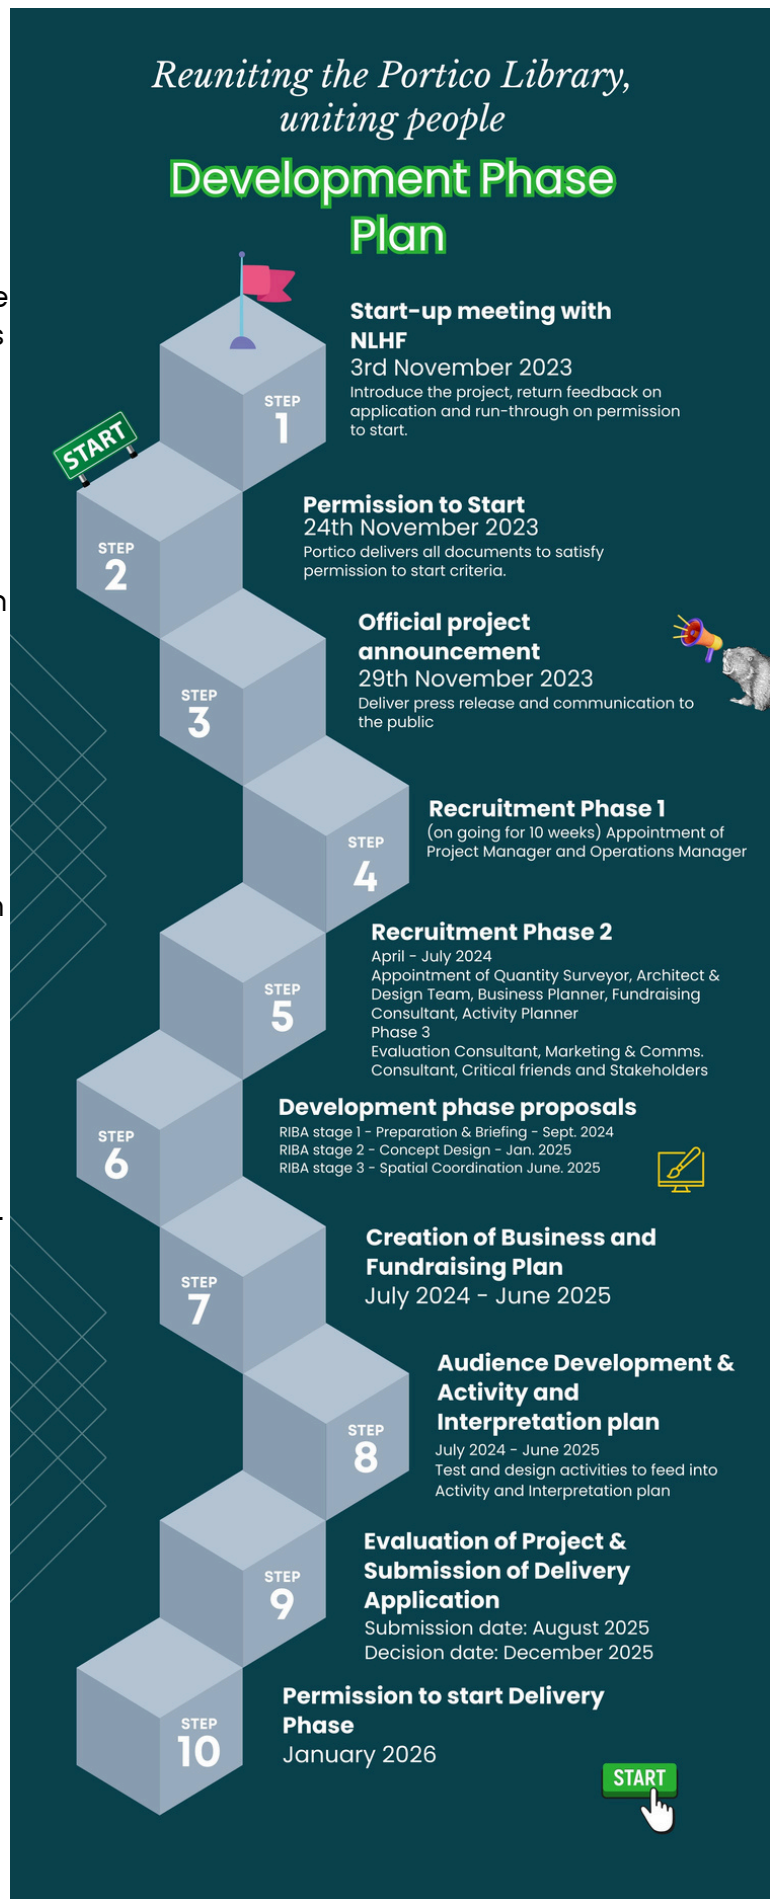 Reuniting the Portico Library,
uniting people
Development Phase
Plan
Start-up meeting with
NLHF
3rd November 2023
Introduce the project, return feedback on
application and run-through on permission
to start.
STEP
1
START
Permission to Start
24th November 2023
Portico delivers all documents to satisfy
permission to start criteria.
STEP
2
Official project
announcement
29th November 2023
Deliver press release and communication to
the public
STEP
3
Recruitment Phase 1
(on going for 10 weeks) Appointment of
Project Manager and Operations Manager
STEP
4
Recruitment Phase 2
April - July 2024
Appointment of Quantity Surveyor, Architect &
Design Team, Business Planner, Fundraising
Consultant, Activity Planner
Phase 3
Evaluation Consultant, Marketing & Comms.
Consultant, Critical friends and Stakeholders
STEP
5
Development phase proposals
RIBA stage 1 - Preparation & Briefing - Sept. 2024
RIBA stage 2 - Concept Design - Jan. 2025
RIBA stage 3 - Spatial Coordination June. 2025
STEP
6
Creation of Business and
Fundraising Plan
July 2024 - June 2025
STEP
7
Audience Development &
Activity and
Interpretation plan
July 2024 - June 2025
Test and design activities to feed into
Activity and Interpretation plan
STEP
8
Evaluation of Project &
Submission of Delivery
Application
Submission date: August 2025
Decision date: December 2025
STEP
9
Permission to start Delivery
Phase
January 2026
STEP
10
START